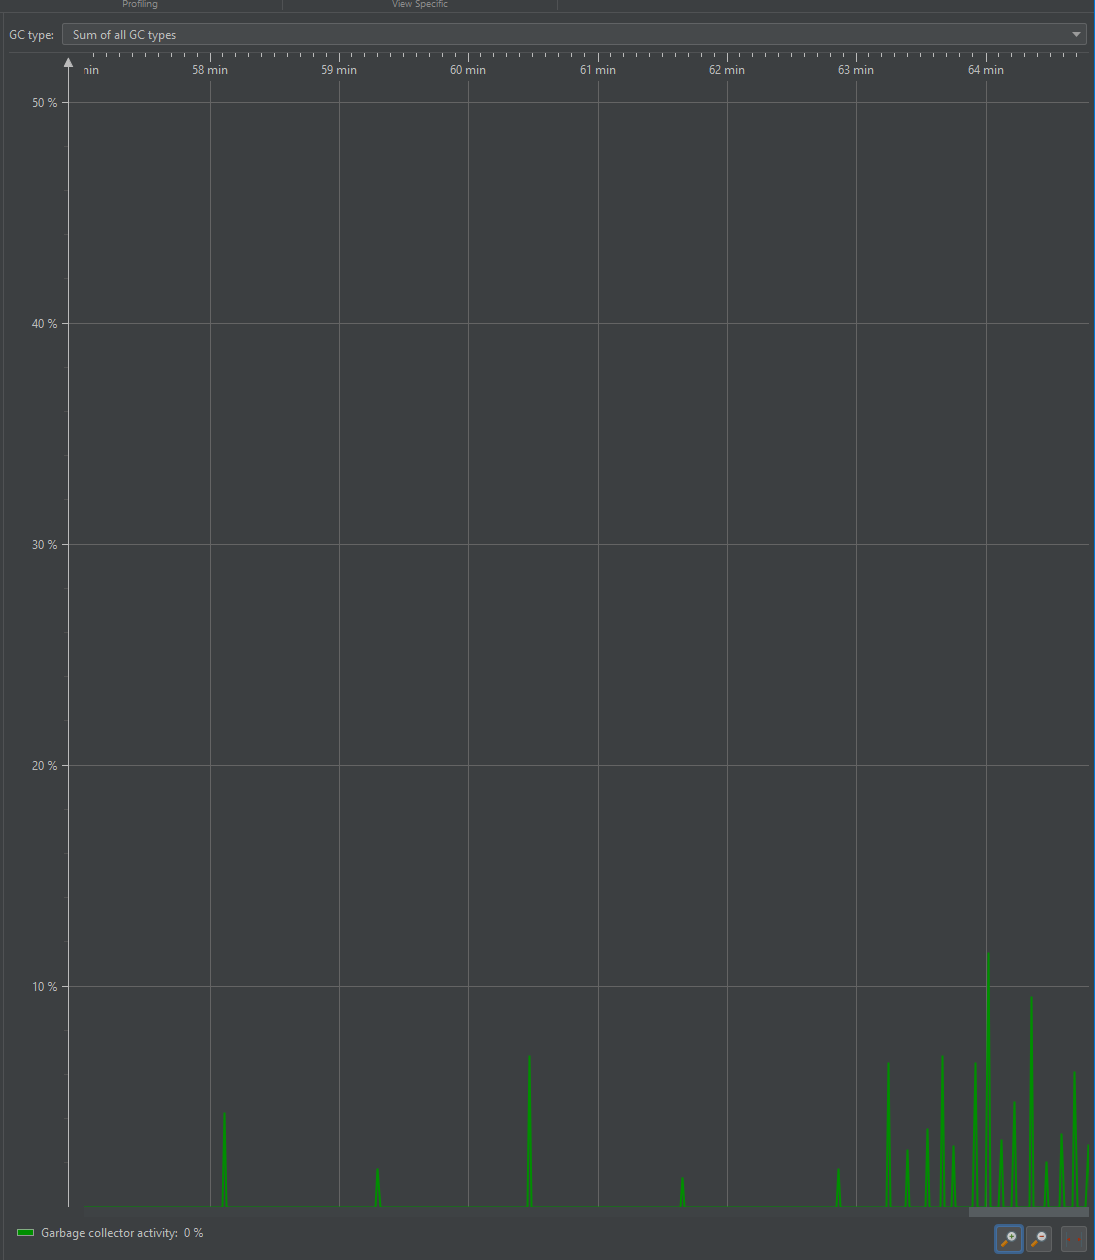 Profiling View Specific
GC type: Sum of all GC types
min 58 min 59 min 60 min 61 min 62 min 63 min 64 min
50 %
40 %
30 %
20 %
10 %
Garbage collector activity: 0 %